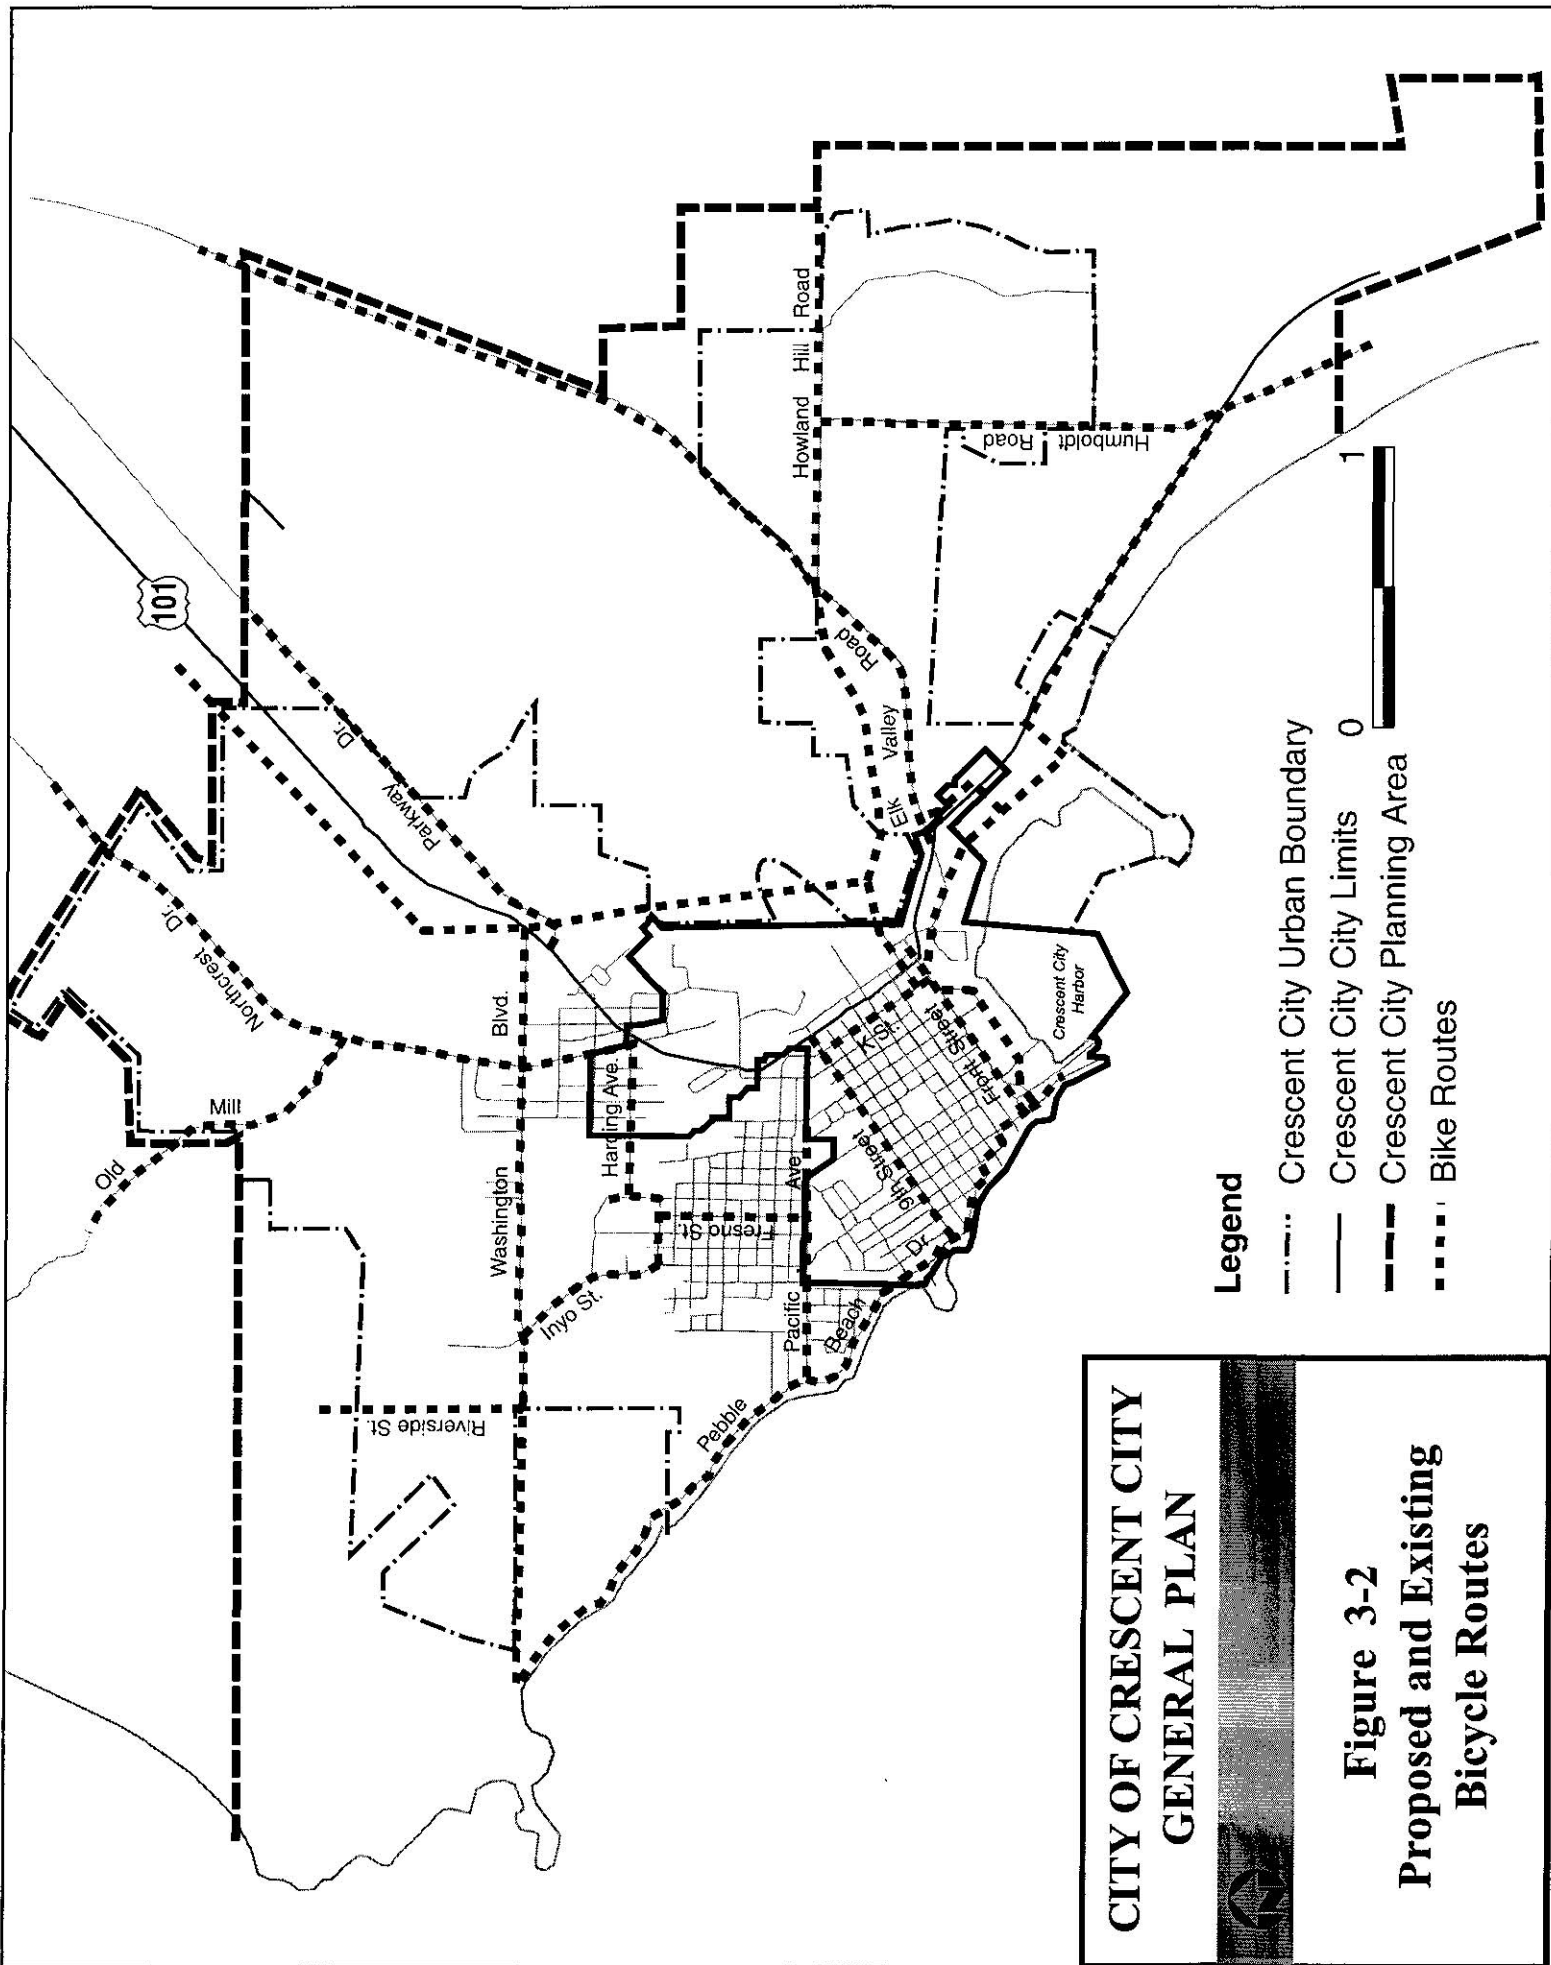 CITY OF CRESCENT CITY
GENERAL PLAN
N
Figure 3-2
Proposed and Existing
Bicycle Routes
Legend
Crescent City Urban Boundary
Crescent City City Limits
Crescent City Planning Area
Bike Routes
0
1
101
Old
Mill
Northcrest
Dr.
Parkway
Dr.
Washington
Blvd.
Riverside St.
Inyo St.
Harding Ave.
Fresno St.
Pacific
Ave.
Pebble
Beach
Dr.
9th Street
K St.
Front Street
Crescent City
Harbor
Elk
Valley
Road
Howland
Hill
Road
Humboldt
Road